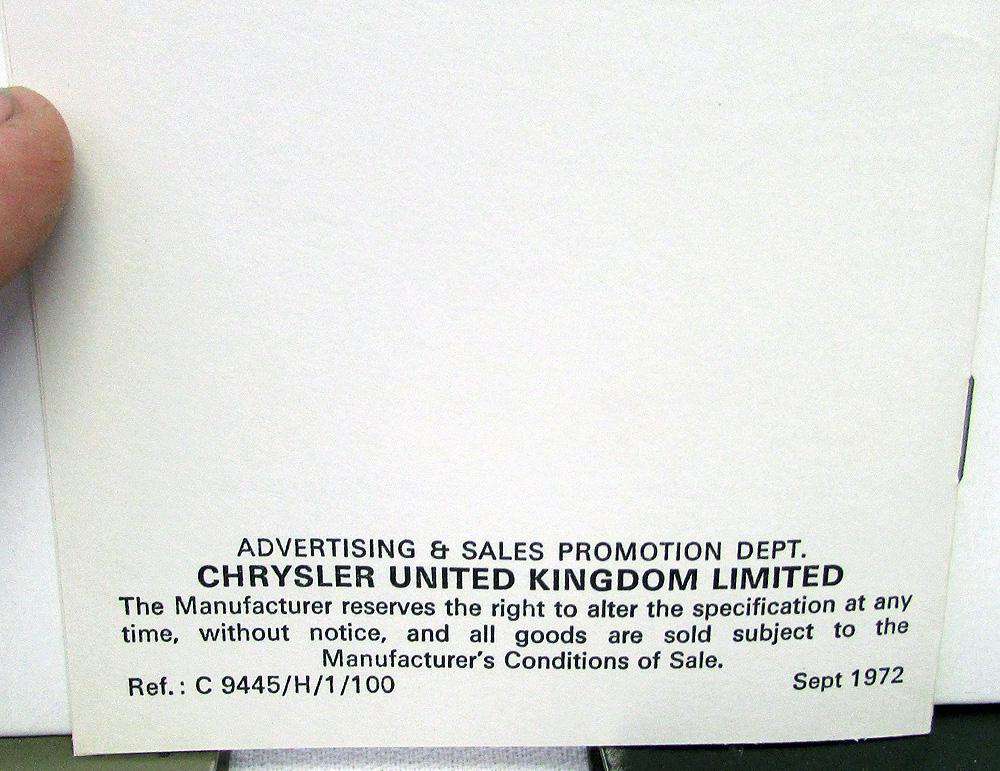 ADVERTISING & SALES PROMOTION DEPT.
CHRYSLER UNITED KINGDOM LIMITED
The Manufacturer reserves the right to alter the specification at any
time, without notice, and all goods are sold subject to the
Manufacturer's Conditions of Sale.
Ref.: C 9445/H/1/100 Sept 1972